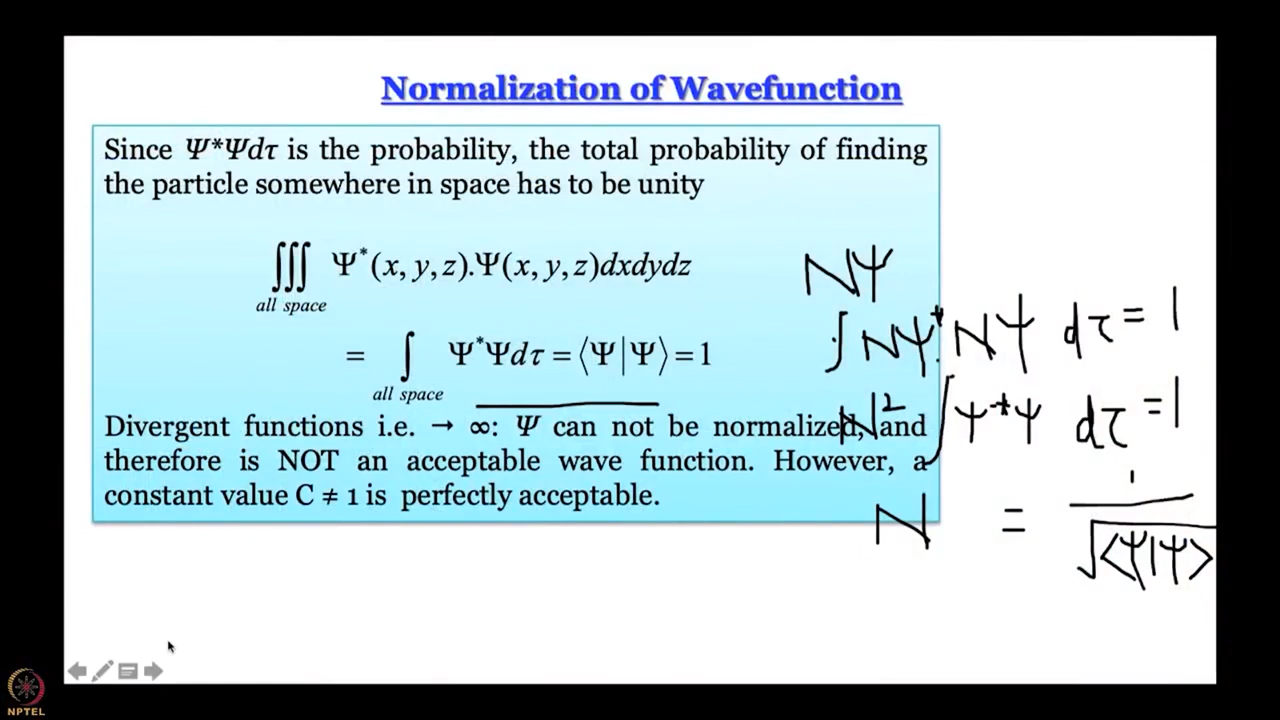 Normalization of Wavefunction
Since Ψ*Ψdτ is the probability, the total probability of finding
the particle somewhere in space has to be unity
∭ Ψ*(x, y, z).Ψ(x, y, z)dxdydz
all space
= ∫ Ψ*Ψdτ = ⟨Ψ|Ψ⟩ = 1
all space
Divergent functions i.e. → ∞: Ψ can not be normalized, and
therefore is NOT an acceptable wave function. However, a
constant value C ≠ 1 is perfectly acceptable.
NΨ
∫ NΨ*. NΨ dτ = 1
N² ∫ Ψ*Ψ dτ = 1
N = 1/√⟨Ψ|Ψ⟩
NPTEL